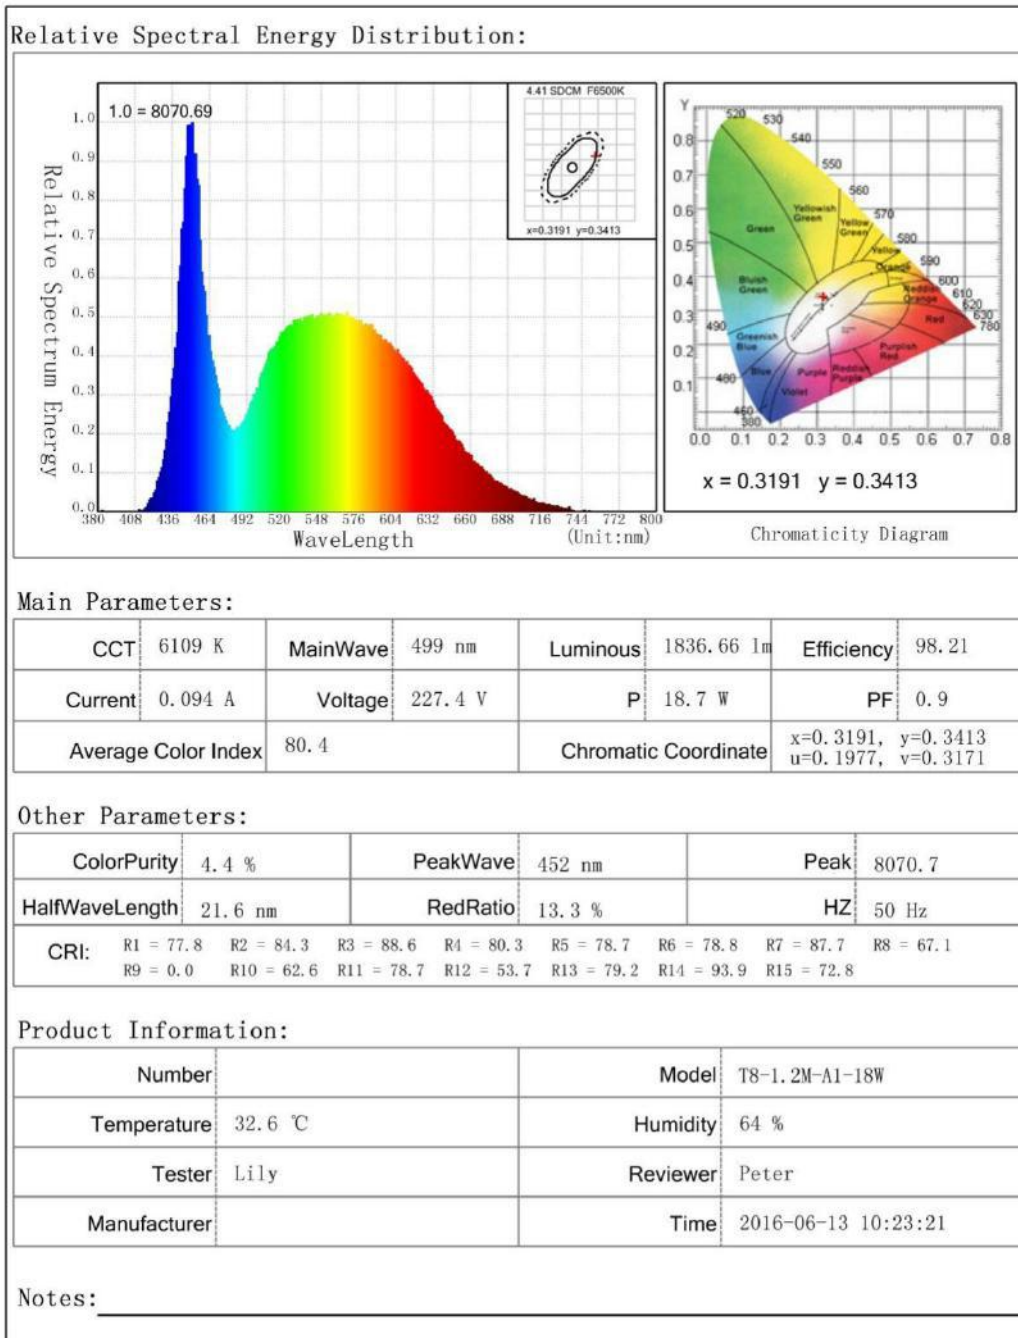 Relative Spectral Energy Distribution:
1.0 = 8070.69
4.41 SDCM F6500K
x=0.3191 y=0.3413
Relative Spectrum Energy
1.0
0.9
0.8
0.7
0.6
0.5
0.4
0.3
0.2
0.1
0.0
380 408 436 464 492 520 548 576 604 632 660 688 716 744 772 800
WaveLength (Unit:nm)
Y
0.8
0.7
0.6
0.5
0.4
0.3
0.2
0.1
0.0 0.1 0.2 0.3 0.4 0.5 0.6 0.7 0.8
520
530
540
550
560
570
580
590
600
610
620
630
780
490
480
450
380
Green
Yellowish Green
Yellow Green
Yellow
Orange
Reddish Orange
Red
Bluish Green
Greenish Blue
Blue
Violet
Purple
Reddish Purple
Purplish Red
x = 0.3191 y = 0.3413
Chromaticity Diagram
Main Parameters:
CCT 6109 K MainWave 499 nm Luminous 1836.66 lm Efficiency 98.21
Current 0.094 A Voltage 227.4 V P 18.7 W PF 0.9
Average Color Index 80.4 Chromatic Coordinate x=0.3191, y=0.3413
u=0.1977, v=0.3171
Other Parameters:
ColorPurity 4.4 % PeakWave 452 nm Peak 8070.7
HalfWaveLength 21.6 nm RedRatio 13.3 % HZ 50 Hz
CRI: R1 = 77.8 R2 = 84.3 R3 = 88.6 R4 = 80.3 R5 = 78.7 R6 = 78.8 R7 = 87.7 R8 = 67.1
R9 = 0.0 R10 = 62.6 R11 = 78.7 R12 = 53.7 R13 = 79.2 R14 = 93.9 R15 = 72.8
Product Information:
Number Model T8-1.2M-A1-18W
Temperature 32.6 ℃ Humidity 64 %
Tester Lily Reviewer Peter
Manufacturer Time 2016-06-13 10:23:21
Notes: